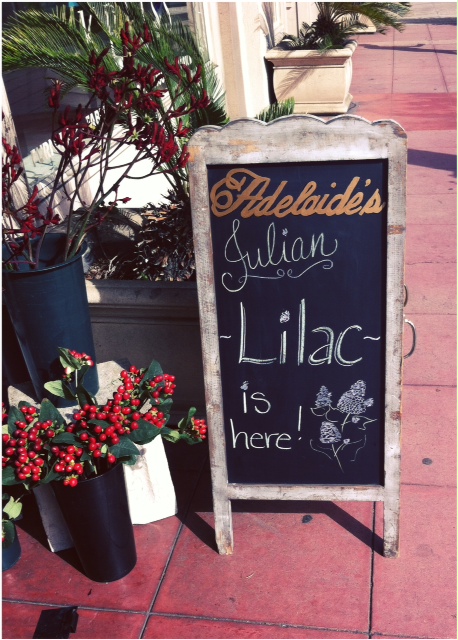 Adelaide's
Julian
~Lilac~
is
here!